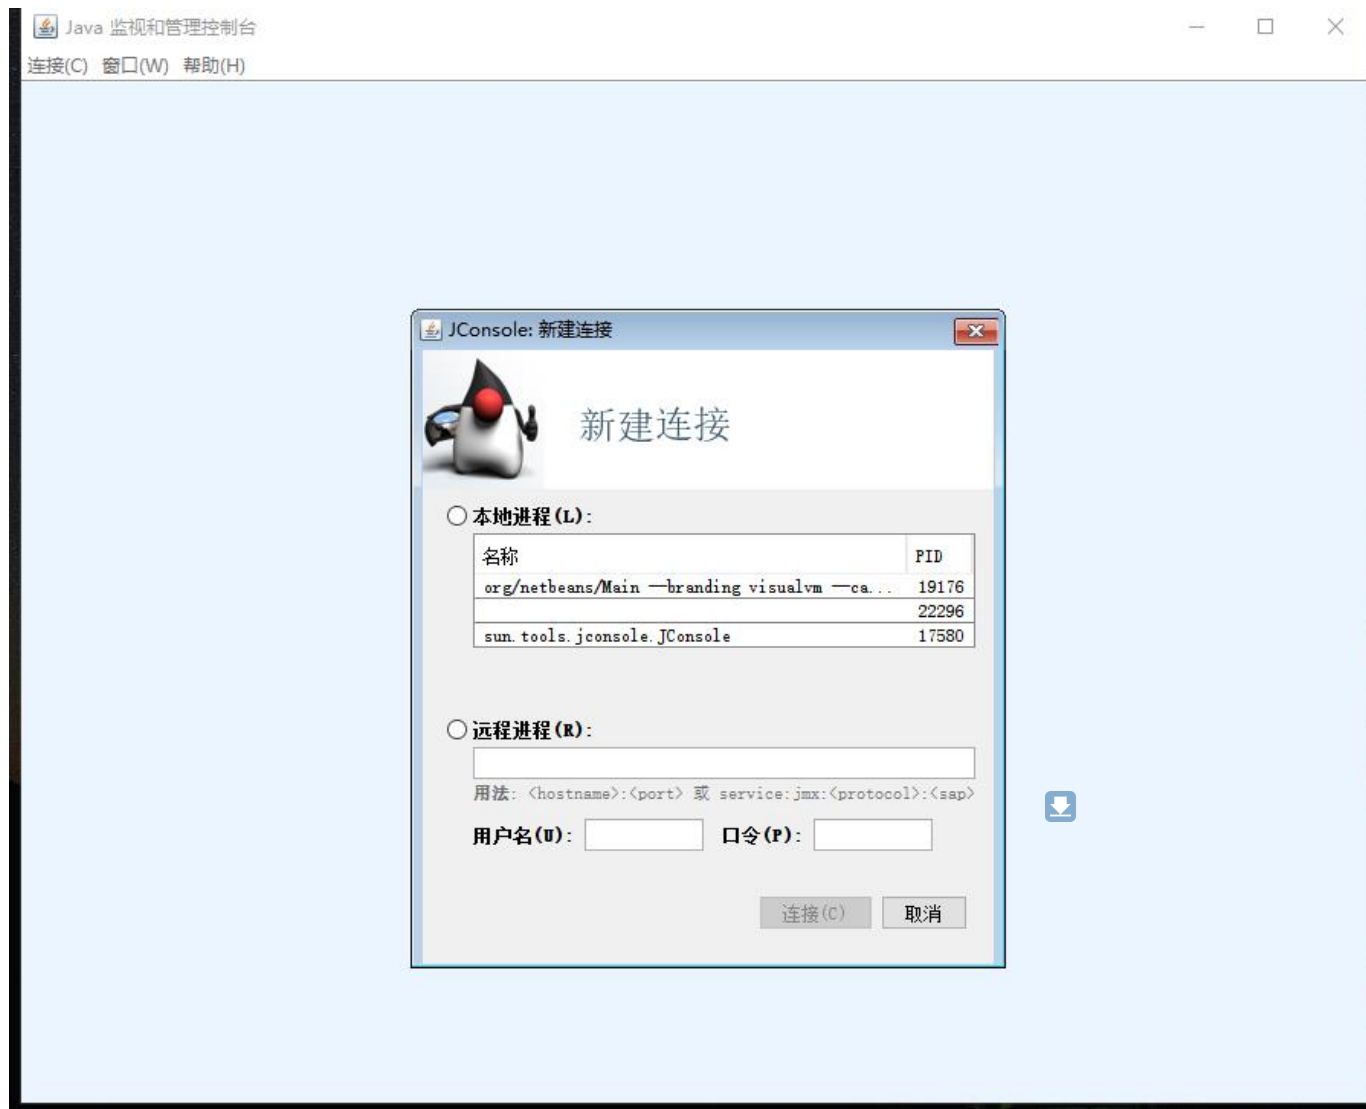 Java 监视和管理控制台
连接(C) 窗口(W) 帮助(H)
JConsole: 新建连接
新建连接
本地进程(L):
名称 PID
org/netbeans/Main --branding visualvm --ca... 19176
22296
sun.tools.jconsole.JConsole 17580
远程进程(R):
用法: <hostname>:<port> 或 service:jmx:<protocol>:<sap>
用户名(U): 口令(P):
连接(C) 取消